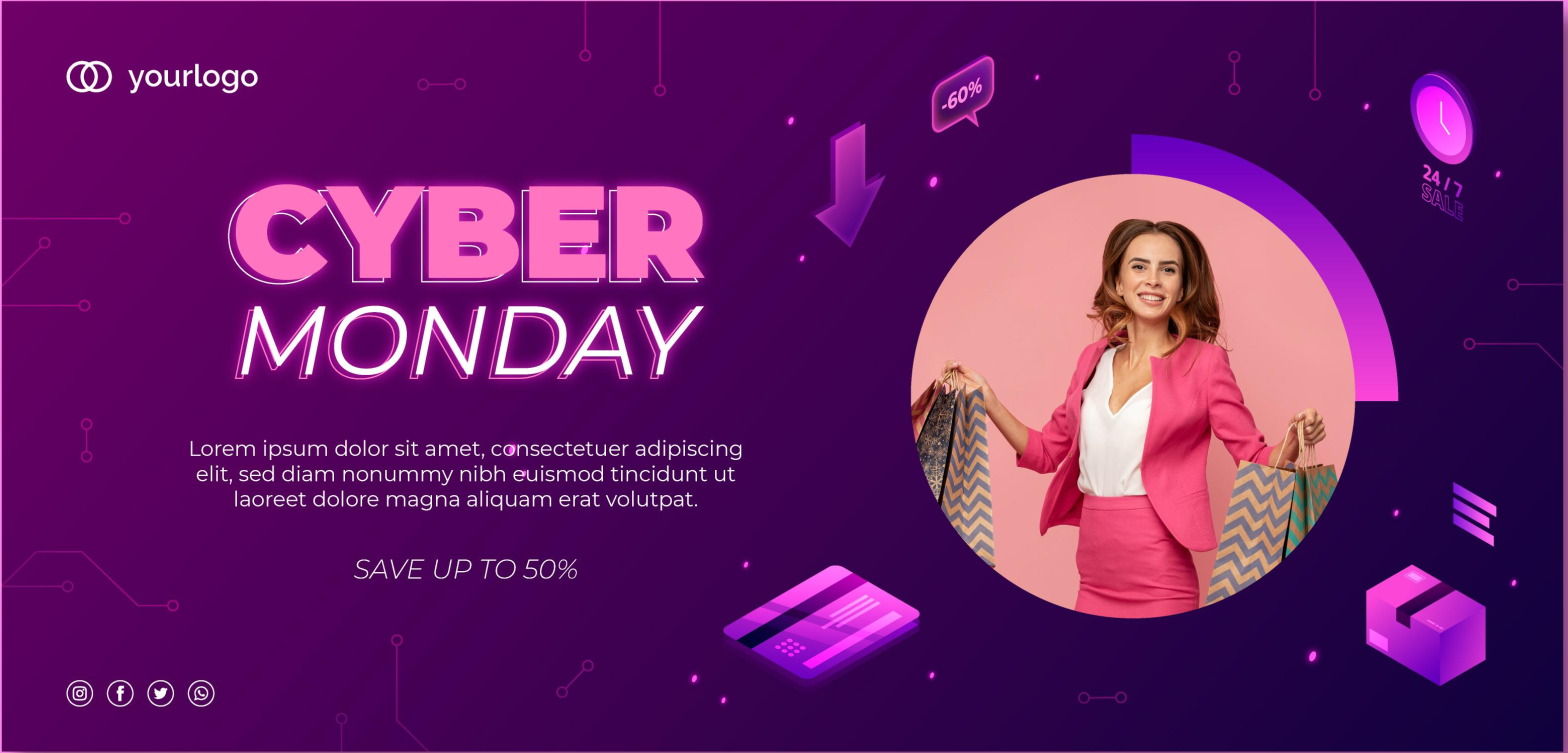 yourlogo
-60%
24 / 7
SALE
CYBER
MONDAY
Lorem ipsum dolor sit amet, consectetuer adipiscing
elit, sed diam nonummy nibh euismod tincidunt ut
laoreet dolore magna aliquam erat volutpat.
SAVE UP TO 50%